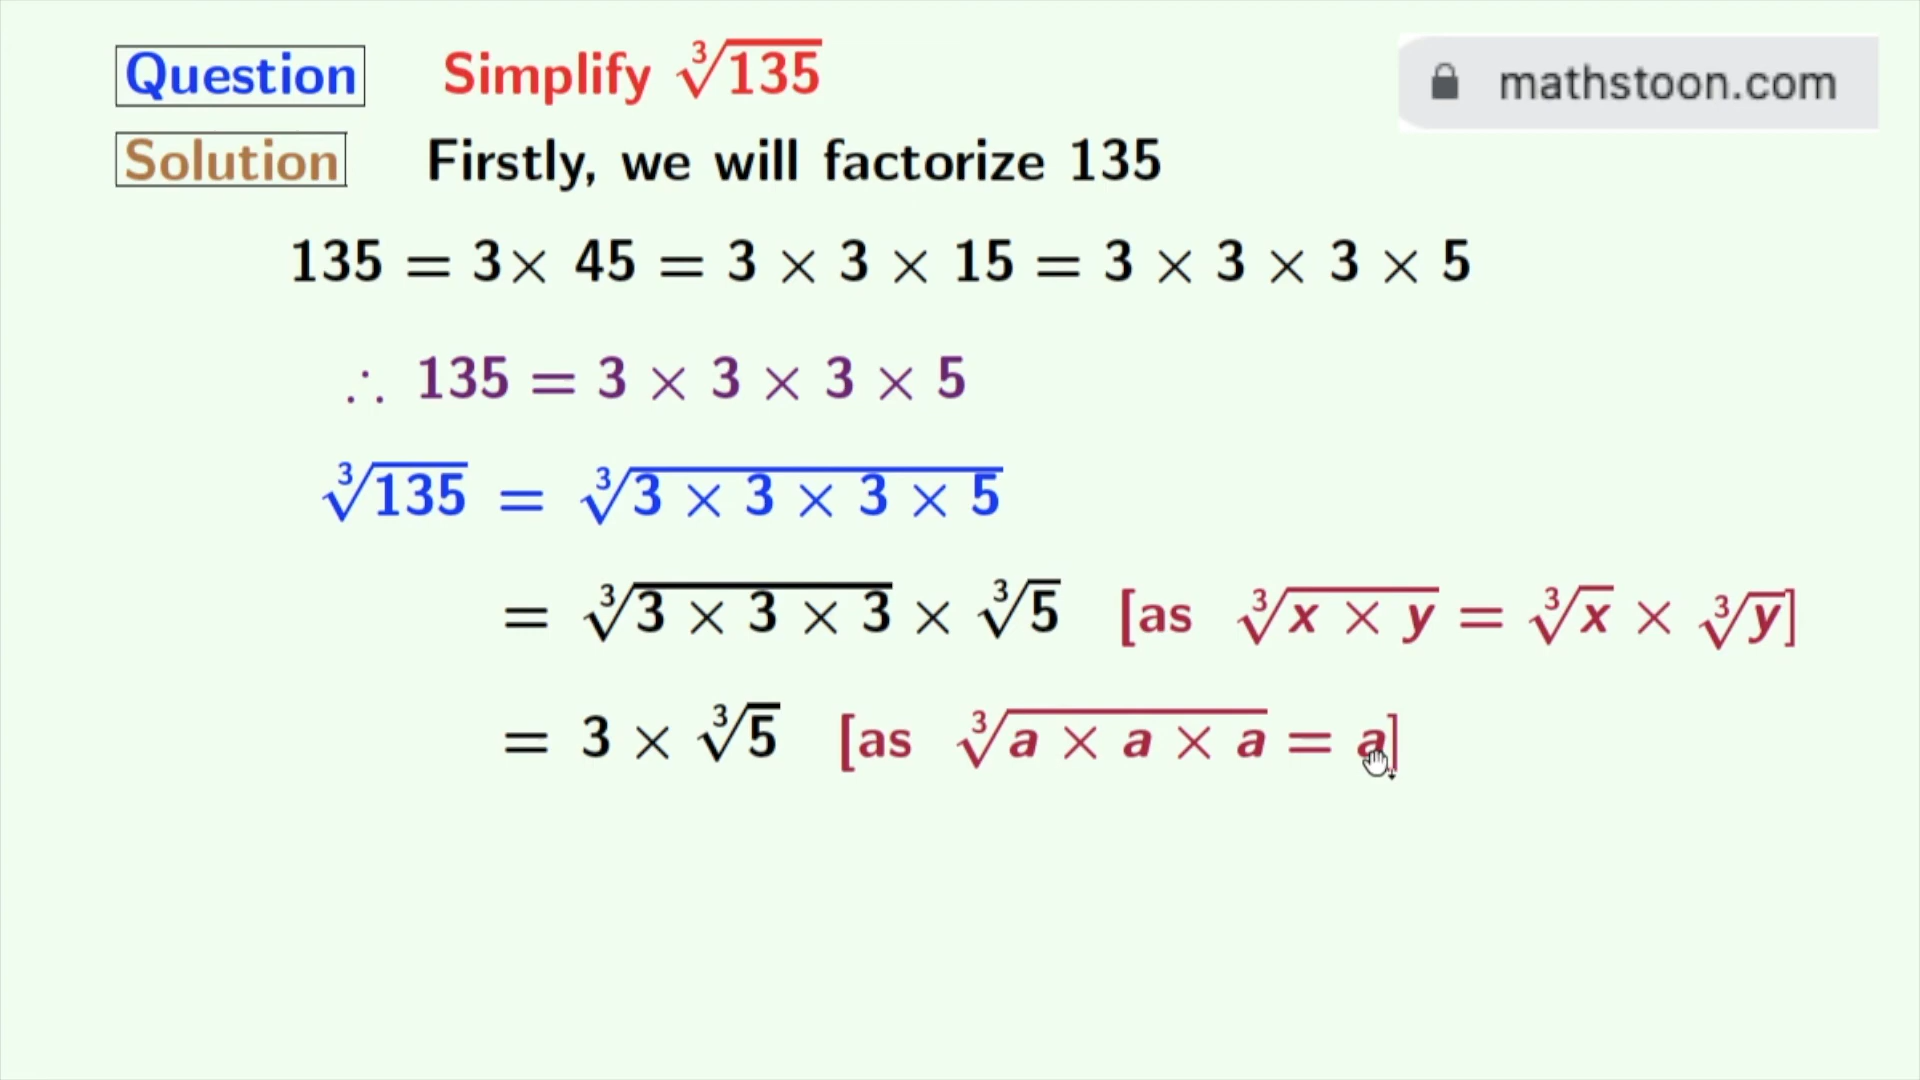 Question Simplify ∛135
mathstoon.com
Solution Firstly, we will factorize 135
135 = 3× 45 = 3 × 3 × 15 = 3 × 3 × 3 × 5
∴ 135 = 3 × 3 × 3 × 5
∛135 = ∛(3 × 3 × 3 × 5)
= ∛(3 × 3 × 3) × ∛5 [as ∛(x × y) = ∛x × ∛y]
= 3 × ∛5 [as ∛(a × a × a) = a]